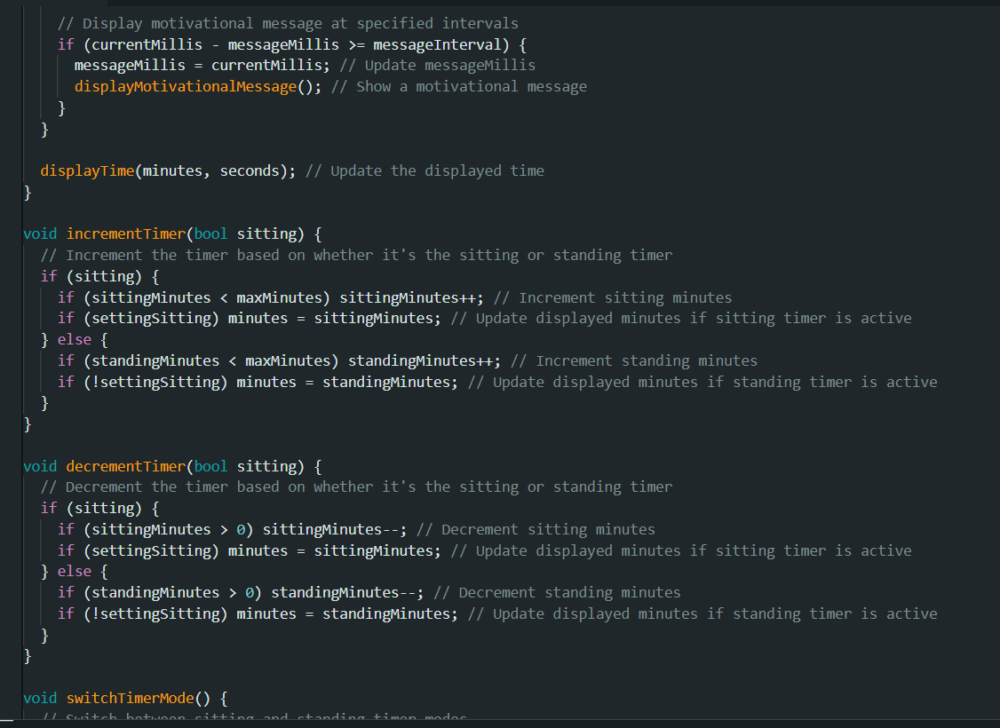 // Display motivational message at specified intervals
if (currentMillis - messageMillis >= messageInterval) {
messageMillis = currentMillis; // Update messageMillis
displayMotivationalMessage(); // Show a motivational message
}
}
displayTime(minutes, seconds); // Update the displayed time
}
void incrementTimer(bool sitting) {
// Increment the timer based on whether it's the sitting or standing timer
if (sitting) {
if (sittingMinutes < maxMinutes) sittingMinutes++; // Increment sitting minutes
if (settingSitting) minutes = sittingMinutes; // Update displayed minutes if sitting timer is active
} else {
if (standingMinutes < maxMinutes) standingMinutes++; // Increment standing minutes
if (!settingSitting) minutes = standingMinutes; // Update displayed minutes if standing timer is active
}
}
void decrementTimer(bool sitting) {
// Decrement the timer based on whether it's the sitting or standing timer
if (sitting) {
if (sittingMinutes > 0) sittingMinutes--; // Decrement sitting minutes
if (settingSitting) minutes = sittingMinutes; // Update displayed minutes if sitting timer is active
} else {
if (standingMinutes > 0) standingMinutes--; // Decrement standing minutes
if (!settingSitting) minutes = standingMinutes; // Update displayed minutes if standing timer is active
}
}
void switchTimerMode() {
// Switch between sitting and standing timer modes